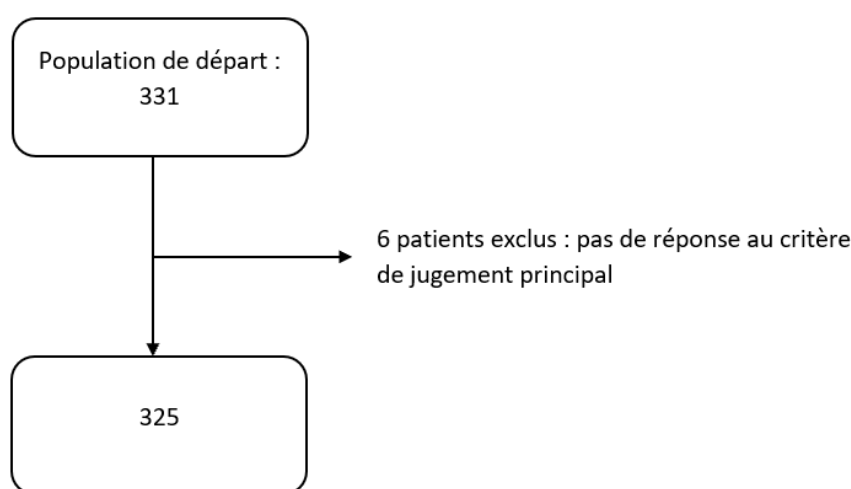 Population de départ :
331
6 patients exclus : pas de réponse au critère
de jugement principal
325